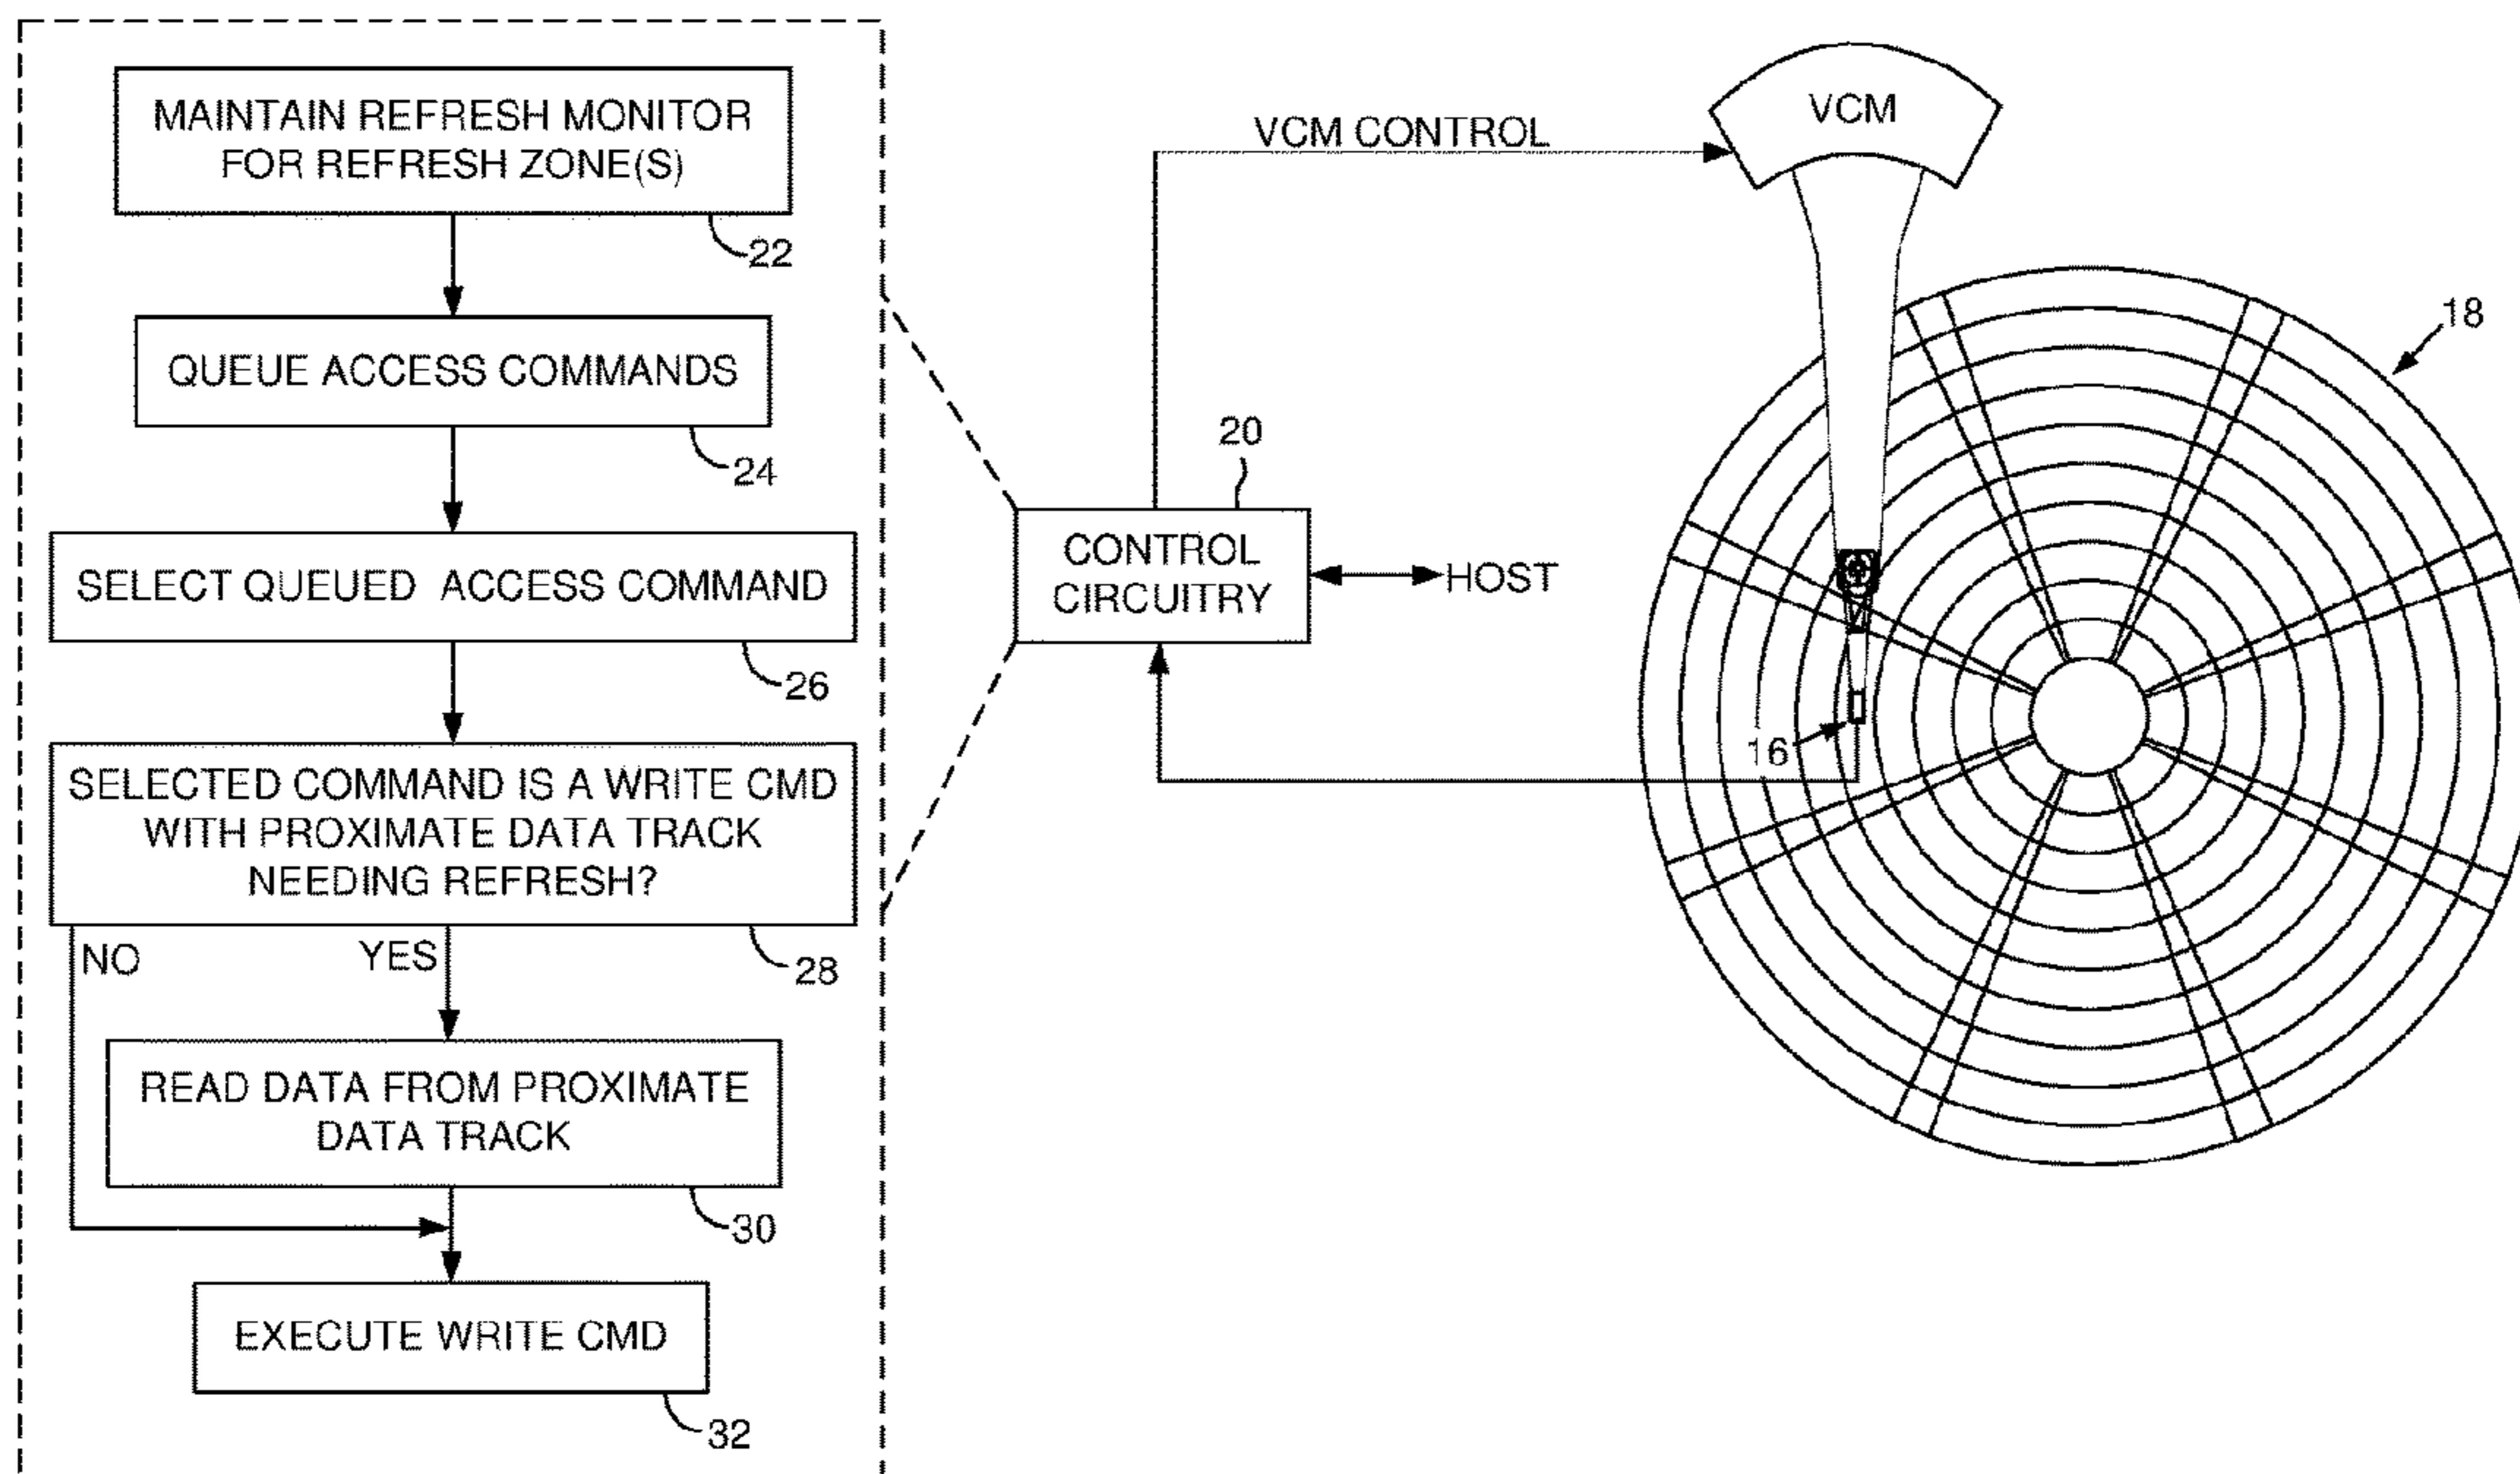 MAINTAIN REFRESH MONITOR
FOR REFRESH ZONE(S)
22
QUEUE ACCESS COMMANDS
24
SELECT QUEUED ACCESS COMMAND
26
SELECTED COMMAND IS A WRITE CMD
WITH PROXIMATE DATA TRACK
NEEDING REFRESH?
28
NO
YES
READ DATA FROM PROXIMATE
DATA TRACK
30
EXECUTE WRITE CMD
32
VCM CONTROL
VCM
18
20
CONTROL
CIRCUITRY
HOST
16